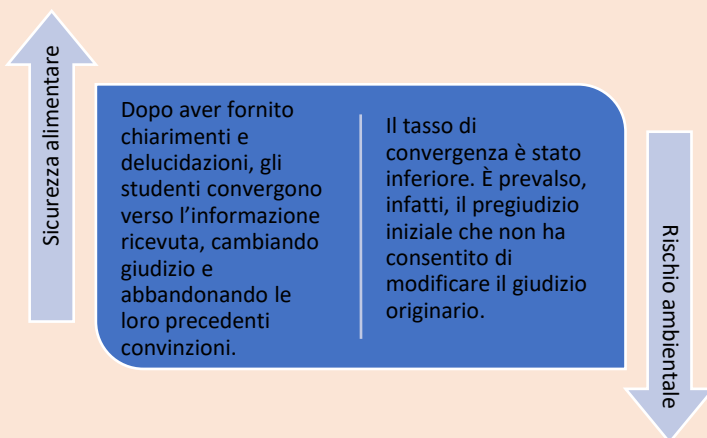 Sicurezza alimentare
Dopo aver fornito
chiarimenti e
delucidazioni, gli
studenti convergono
verso l’informazione
ricevuta, cambiando
giudizio e
abbandonando le
loro precedenti
convinzioni.
Il tasso di
convergenza è stato
inferiore. È prevalso,
infatti, il pregiudizio
iniziale che non ha
consentito di
modificare il giudizio
originario.
Rischio ambientale